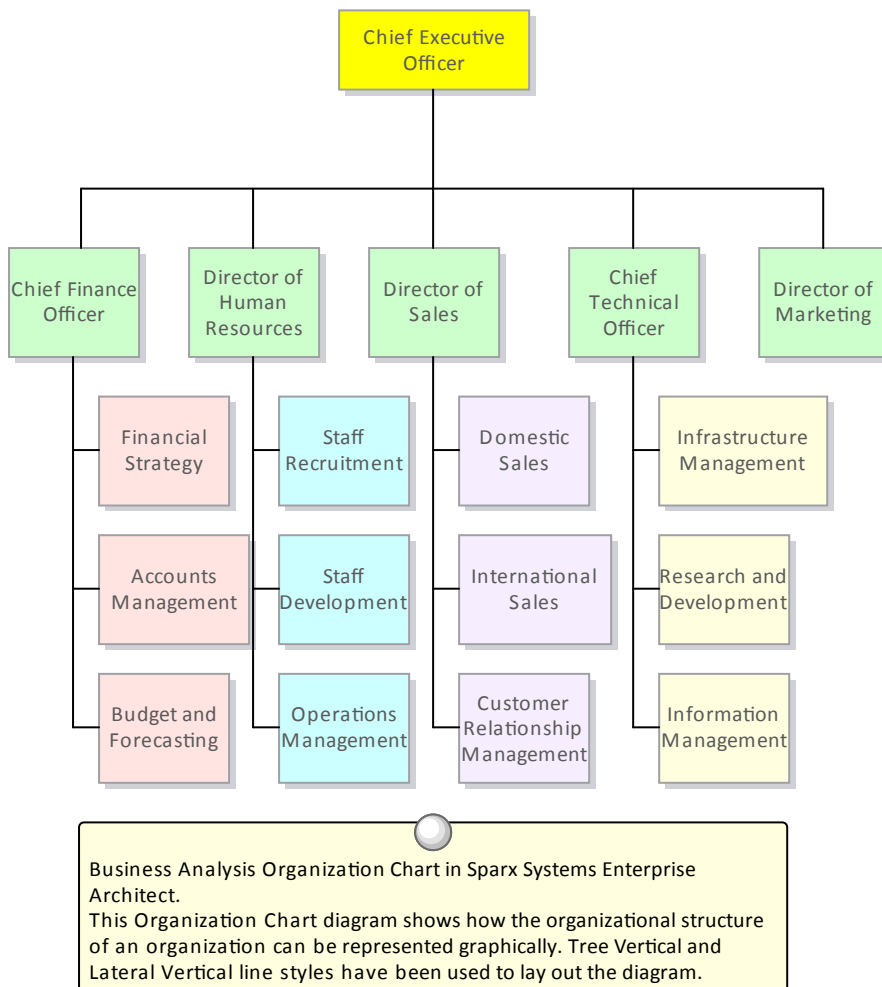 Chief Executive
Officer
Chief Finance
Officer
Director of
Human
Resources
Director of
Sales
Chief
Technical
Officer
Director of
Marketing
Financial
Strategy
Staff
Recruitment
Domestic
Sales
Infrastructure
Management
Accounts
Management
Staff
Development
International
Sales
Research and
Development
Budget and
Forecasting
Operations
Management
Customer
Relationship
Management
Information
Management
Business Analysis Organization Chart in Sparx Systems Enterprise
Architect.
This Organization Chart diagram shows how the organizational structure
of an organization can be represented graphically. Tree Vertical and
Lateral Vertical line styles have been used to lay out the diagram.